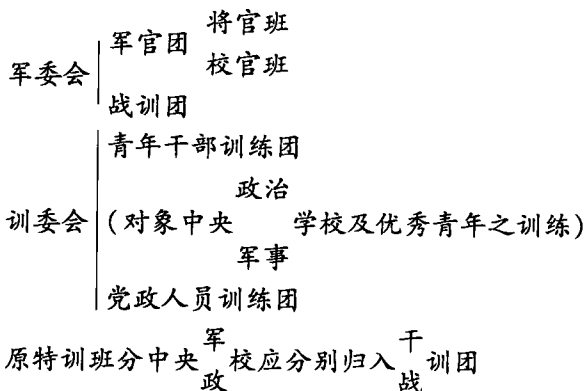 将官班
军官团
校官班
军委会
战训团
青年干部训练团
政治
训委会(对象中央 学校及优秀青年之训练)
军事
党政人员训练团
军 干
原特训班分中央 校应分别归入 训团
政 战